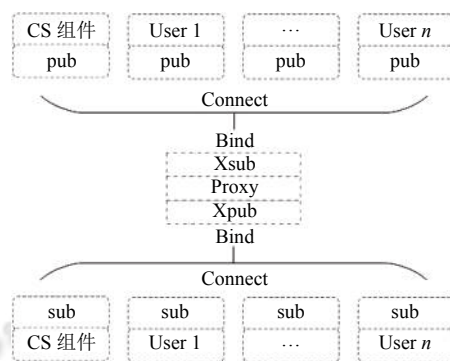 CS 组件 User 1 … User n
pub pub pub pub
Connect
Bind
Xsub
Proxy
Xpub
Bind
Connect
sub sub sub sub
CS 组件 User 1 … User n